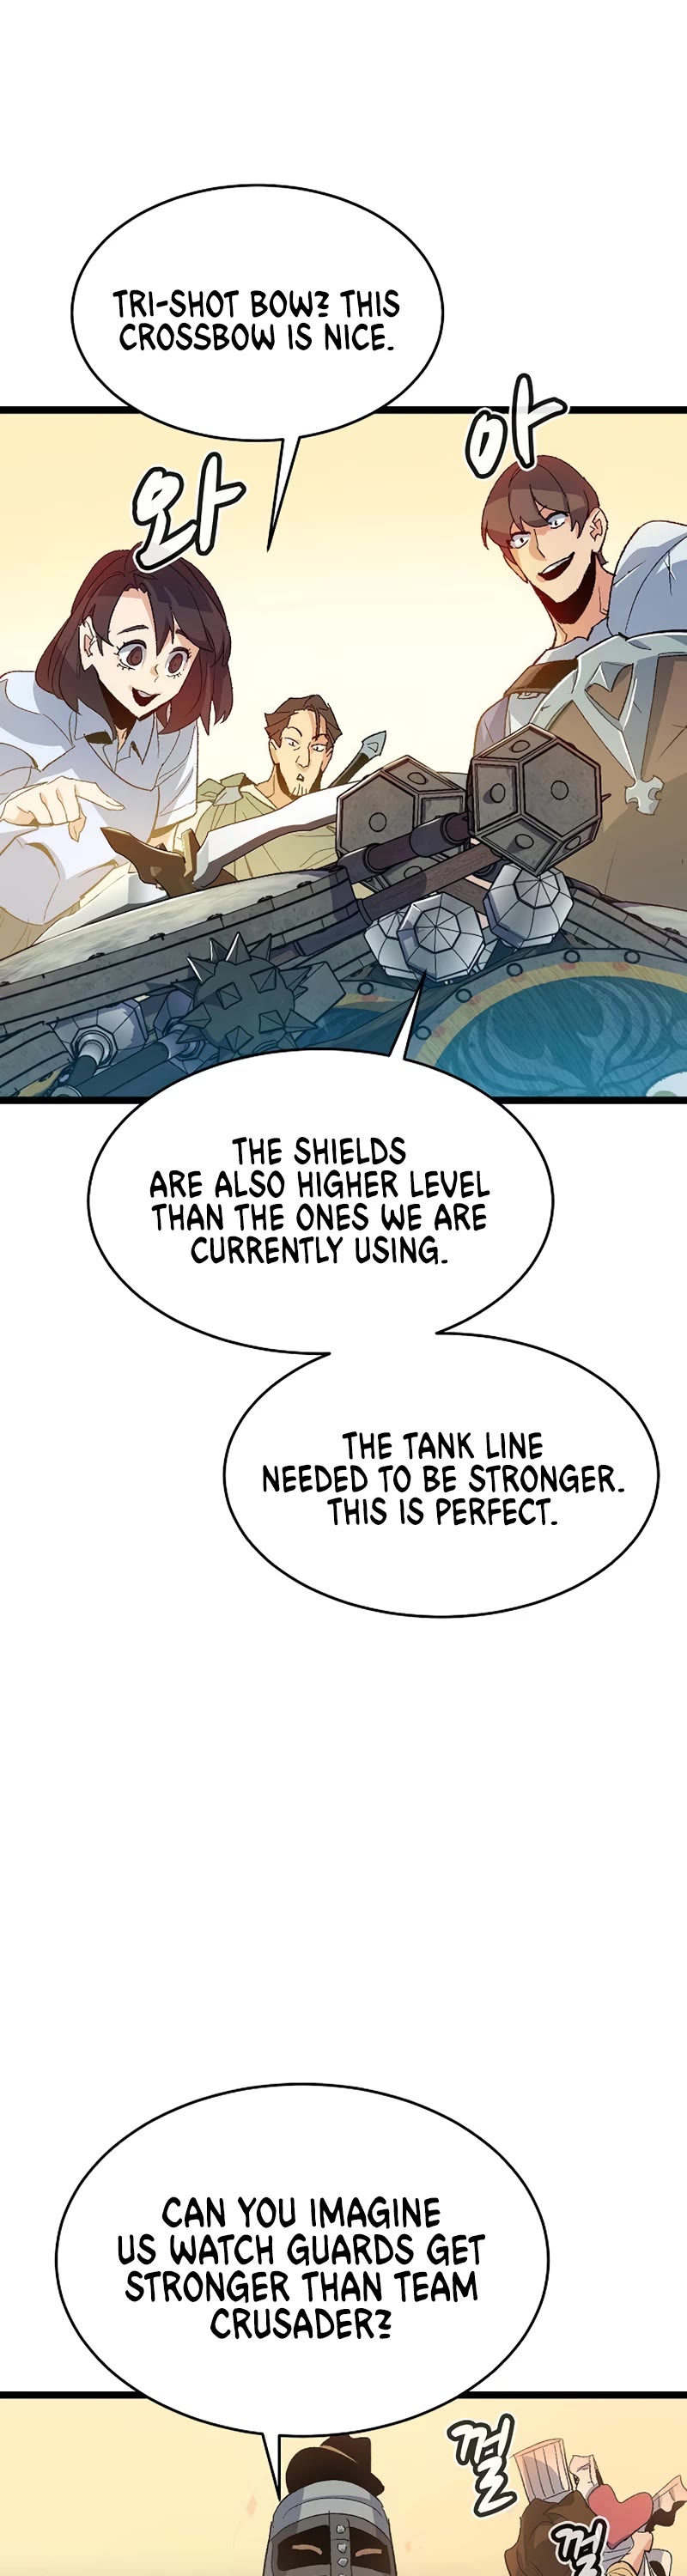 TRI-SHOT BOW? THIS
CROSSBOW IS NICE.
아
와
THE SHIELDS
ARE ALSO HIGHER LEVEL
THAN THE ONES WE ARE
CURRENTLY USING.
THE TANK LINE
NEEDED TO BE STRONGER.
THIS IS PERFECT.
CAN YOU IMAGINE
US WATCH GUARDS GET
STRONGER THAN TEAM
CRUSADER?
껄
껄